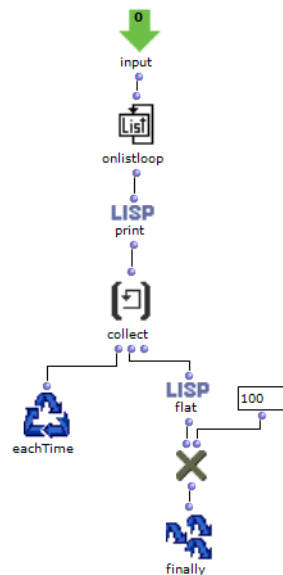 0
input
List
onlistloop
LISP
print
collect
LISP
flat
100
eachTime
finally